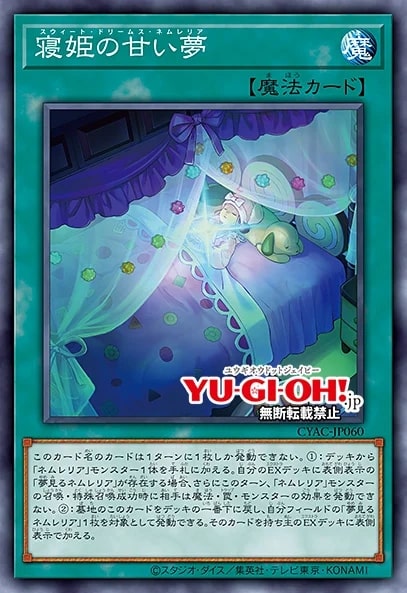 スウィート・ドリームス・ネムレリア
寝姫の甘い夢
魔
まほう
【魔法カード】
ユウギオウドットジェイピー
YU-GI-OH!.jp
無断転載禁止
CYAC-JP060
このカード名のカードは1ターンに1枚しか発動できない。①：デッキから
「ネムレリア」モンスター1体を手札に加える。自分のEXデッキに表側表示の
「夢見るネムレリア」が存在する場合、さらにこのターン、「ネムレリア」モンスター
の召喚・特殊召喚成功時に相手は魔法・罠・モンスターの効果を発動できな
い。②：墓地のこのカードをデッキの一番下に戻し、自分フィールドの「夢見る
ネムレリア」1枚を対象として発動できる。そのカードを持ち主のEXデッキに表側
表示で加える。
©スタジオ・ダイス／集英社・テレビ東京・KONAMI